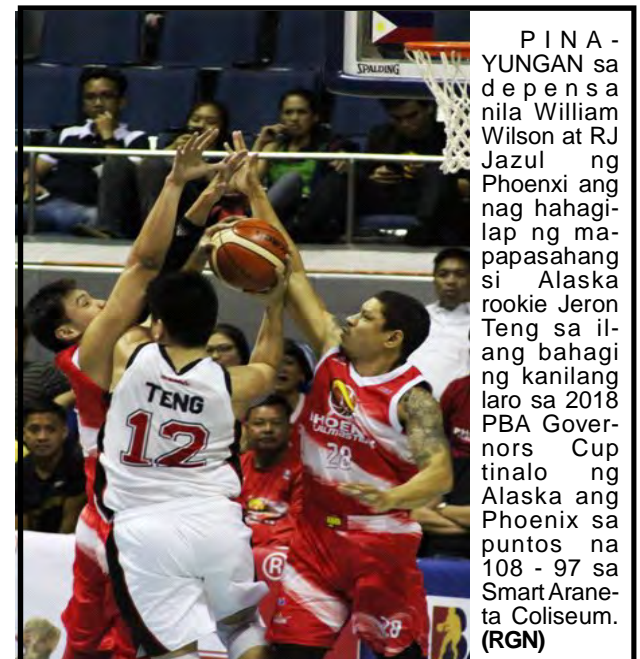 SPALDING
TENG
12
28
28
®
PINA-
YUNGAN sa
depensa
nila William
Wilson at RJ
Jazul ng
Phoenxi ang
nag hahagi-
lap ng ma-
papasahang
si Alaska
rookie Jeron
Teng sa il-
ang bahagi
ng kanilang
laro sa 2018
PBA Gover-
nors Cup
tinalo ng
Alaska ang
Phoenix sa
puntos na
108 - 97 sa
Smart Arane-
ta Coliseum.
(RGN)